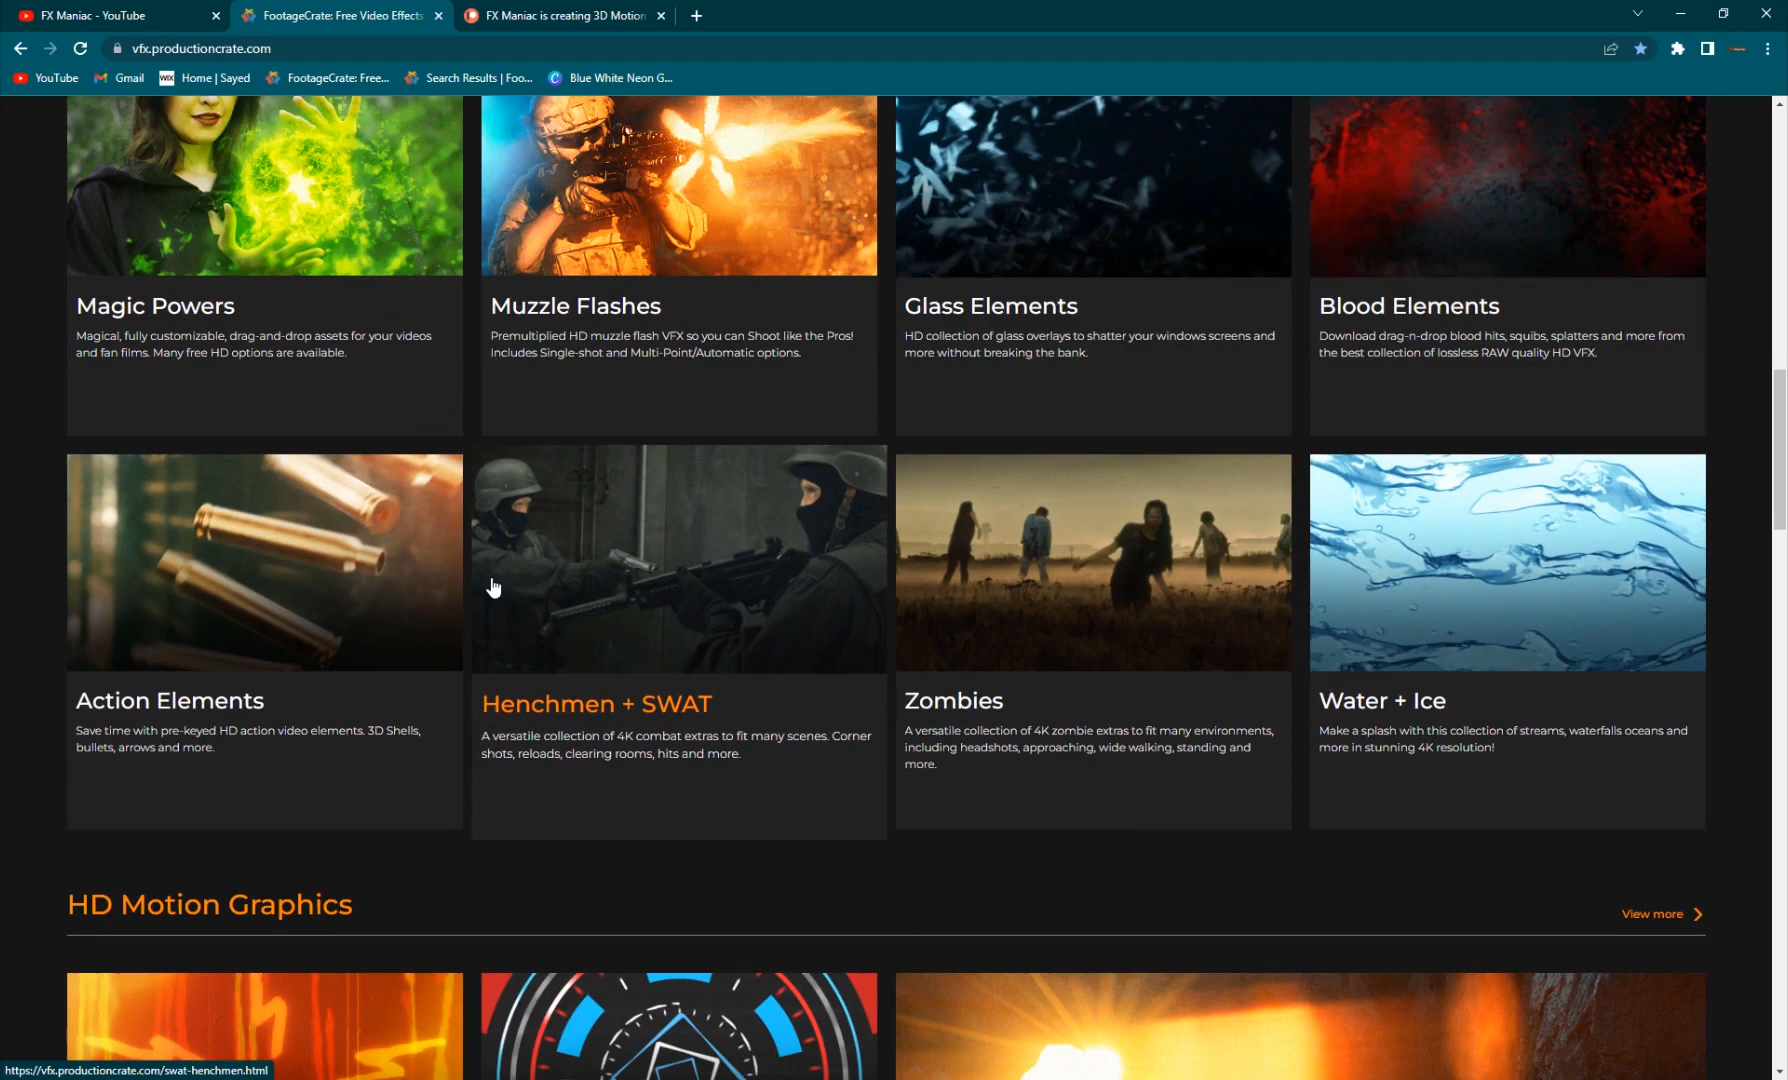 FX Maniac - YouTube
FootageCrate: Free Video Effects
FX Maniac is creating 3D Motion
vfx.productioncrate.com
YouTube
Gmail
WIX
Home | Sayed
FootageCrate: Free...
Search Results | Foo...
Blue White Neon G...
Magic Powers
Magical, fully customizable, drag-and-drop assets for your videos
and fan films. Many free HD options are available.
Muzzle Flashes
Premultiplied HD muzzle flash VFX so you can Shoot like the Pros!
Includes Single-shot and Multi-Point/Automatic options.
Glass Elements
HD collection of glass overlays to shatter your windows screens and
more without breaking the bank.
Blood Elements
Download drag-n-drop blood hits, squibs, splatters and more from
the best collection of lossless RAW quality HD VFX.
Action Elements
Save time with pre-keyed HD action video elements. 3D Shells,
bullets, arrows and more.
Henchmen + SWAT
A versatile collection of 4K combat extras to fit many scenes. Corner
shots, reloads, clearing rooms, hits and more.
Zombies
A versatile collection of 4K zombie extras to fit many environments,
including headshots, approaching, wide walking, standing and
more.
Water + Ice
Make a splash with this collection of streams, waterfalls oceans and
more in stunning 4K resolution!
HD Motion Graphics
View more
https://vfx.productioncrate.com/swat-henchmen.html